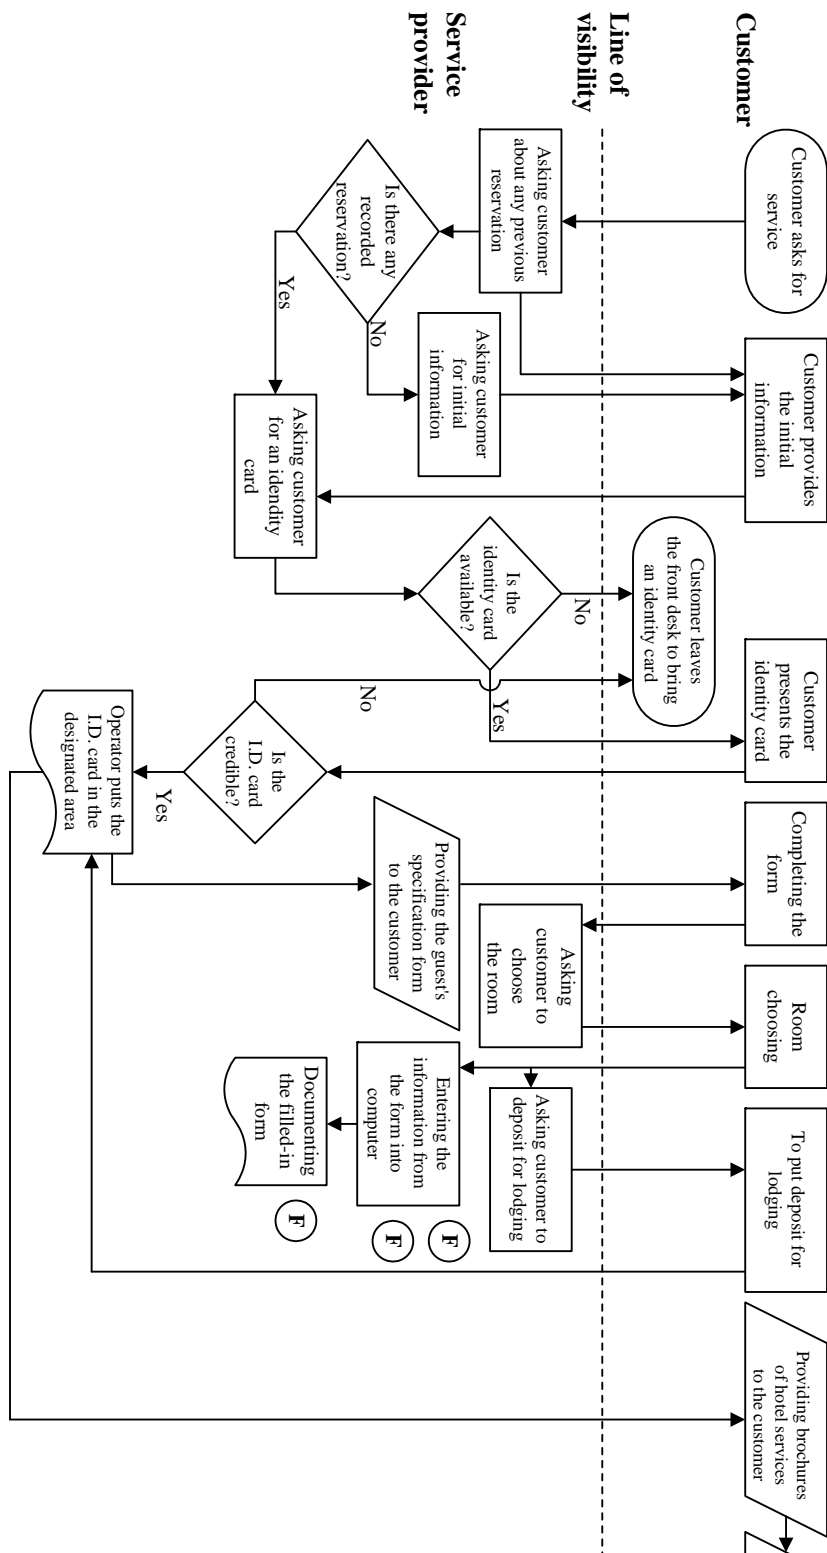 Customer
Line of
visibility
Service
provider
Customer asks for
service
Customer provides
the initial
information
Customer
presents the
identity card
Completing the
form
Room
choosing
To put deposit for
lodging
Providing brochures
of hotel services
to the customer
Customer leaves
the front desk to bring
an identity card
Asking customer
about any previous
reservation
Is there any
recorded
reservation?
Yes
No
Asking customer
for initial
information
Asking customer
for an idendity
card
Is the
identity card
available?
No
Yes
Is the
I.D. card
credible?
No
Yes
Operator puts the
I.D. card in the
designated area
Providing the guest's
specification form
to the customer
Asking
customer to
choose
the room
Asking customer to
deposit for lodging
Entering the
information from
the form into
computer
F
F
Documenting
the filled-in
form
F